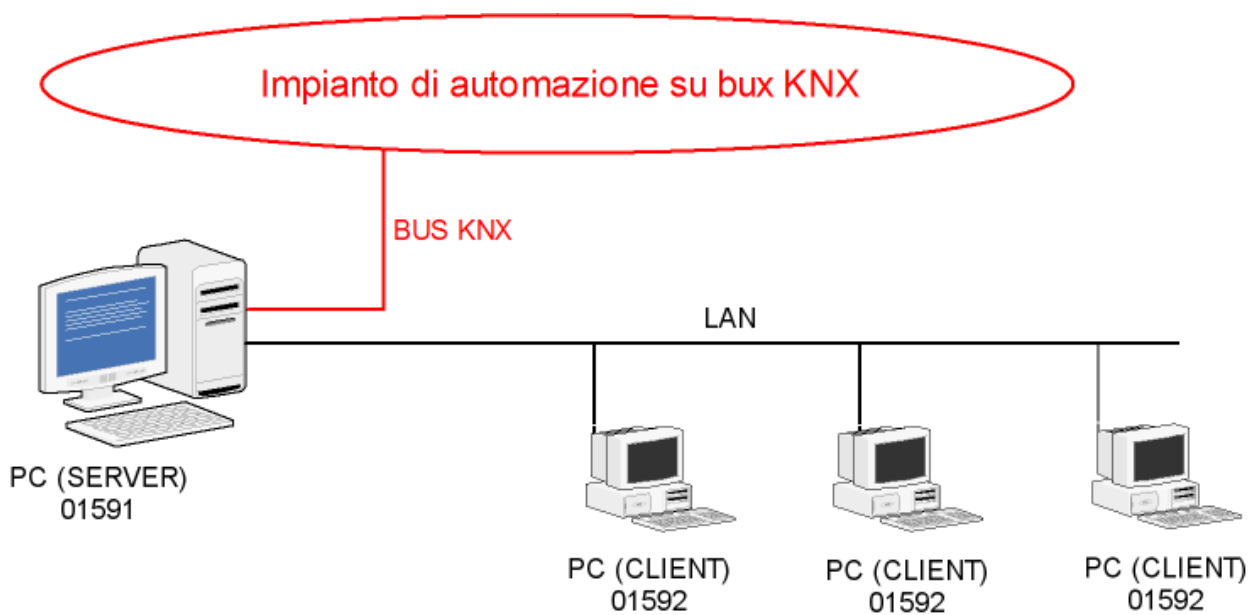 Impianto di automazione su bux KNX
BUS KNX
LAN
PC (SERVER)
01591
PC (CLIENT)
01592
PC (CLIENT)
01592
PC (CLIENT)
01592